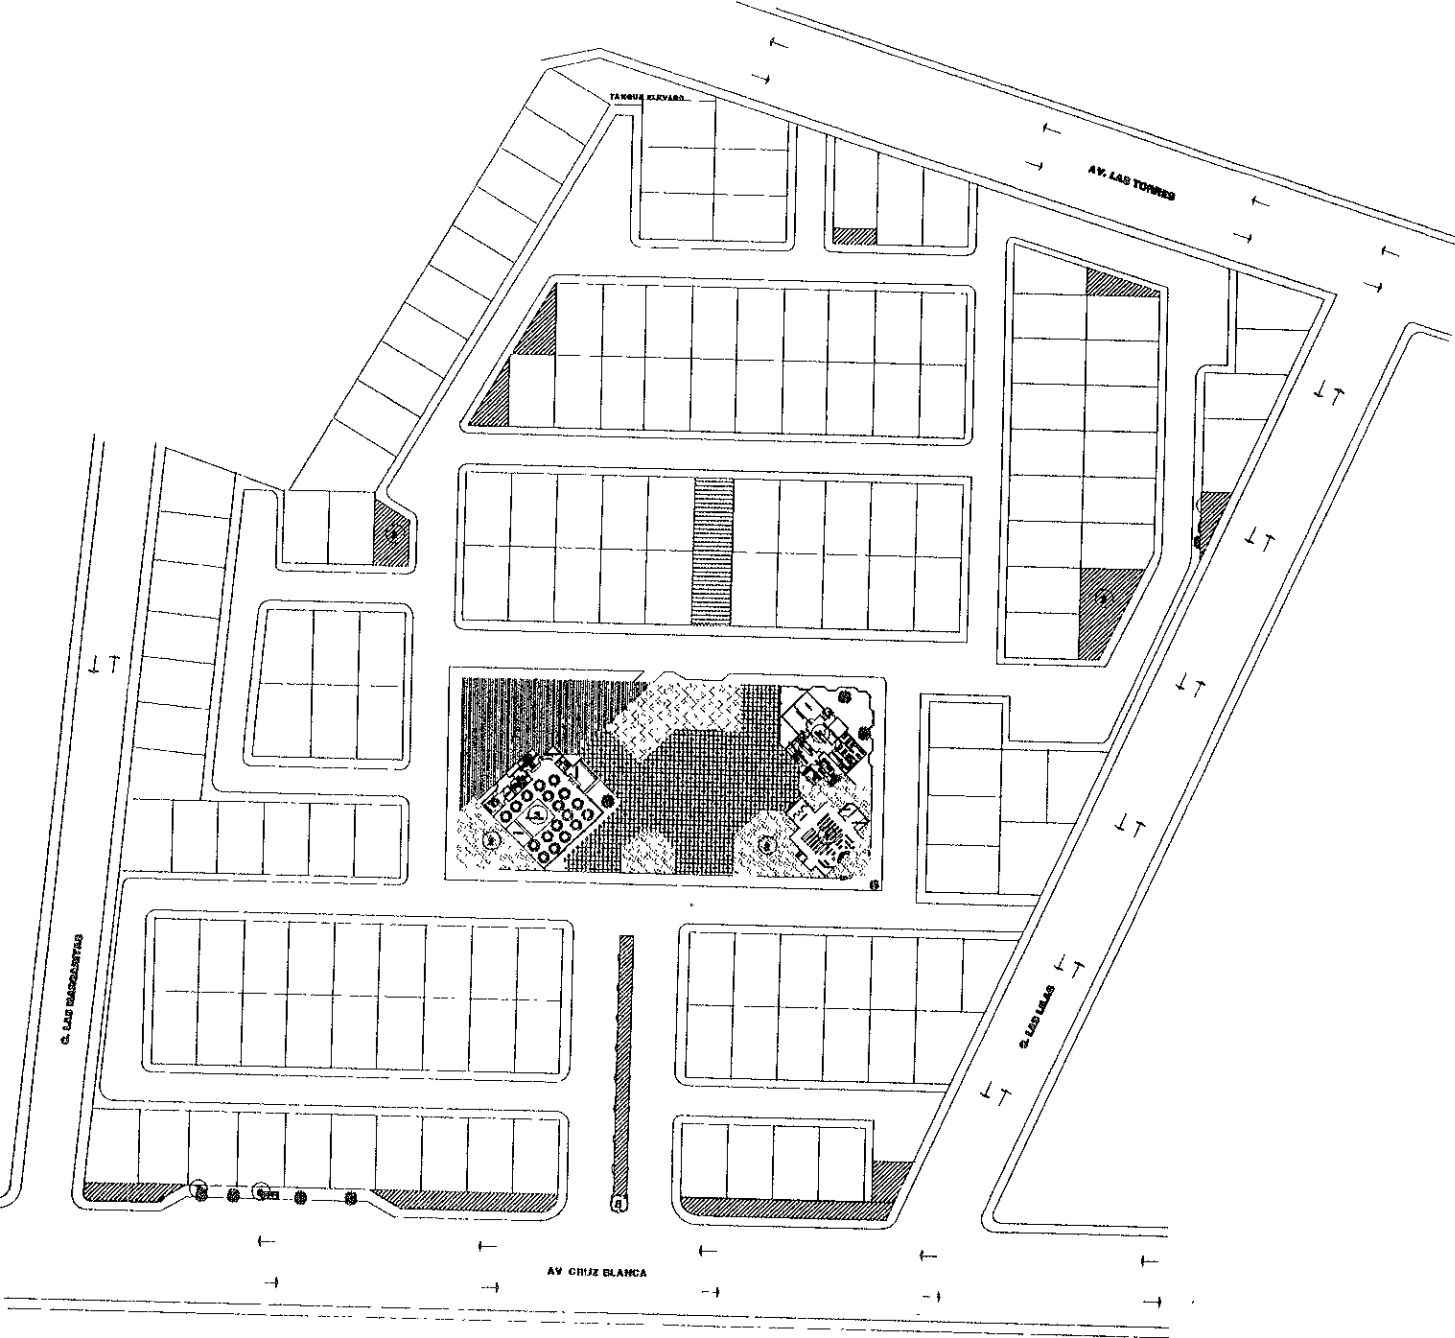 TANQUE ELEVADO
AV. LAS TORRES
C. LAS MARGARITAS
C. LAS LILAS
AV CRUZ BLANCA